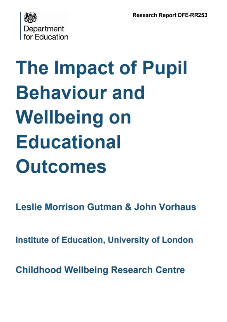 Research Report DFE-RR253
Department
for Education
The Impact of Pupil
Behaviour and
Wellbeing on
Educational
Outcomes
Leslie Morrison Gutman & John Vorhaus
Institute of Education, University of London
Childhood Wellbeing Research Centre